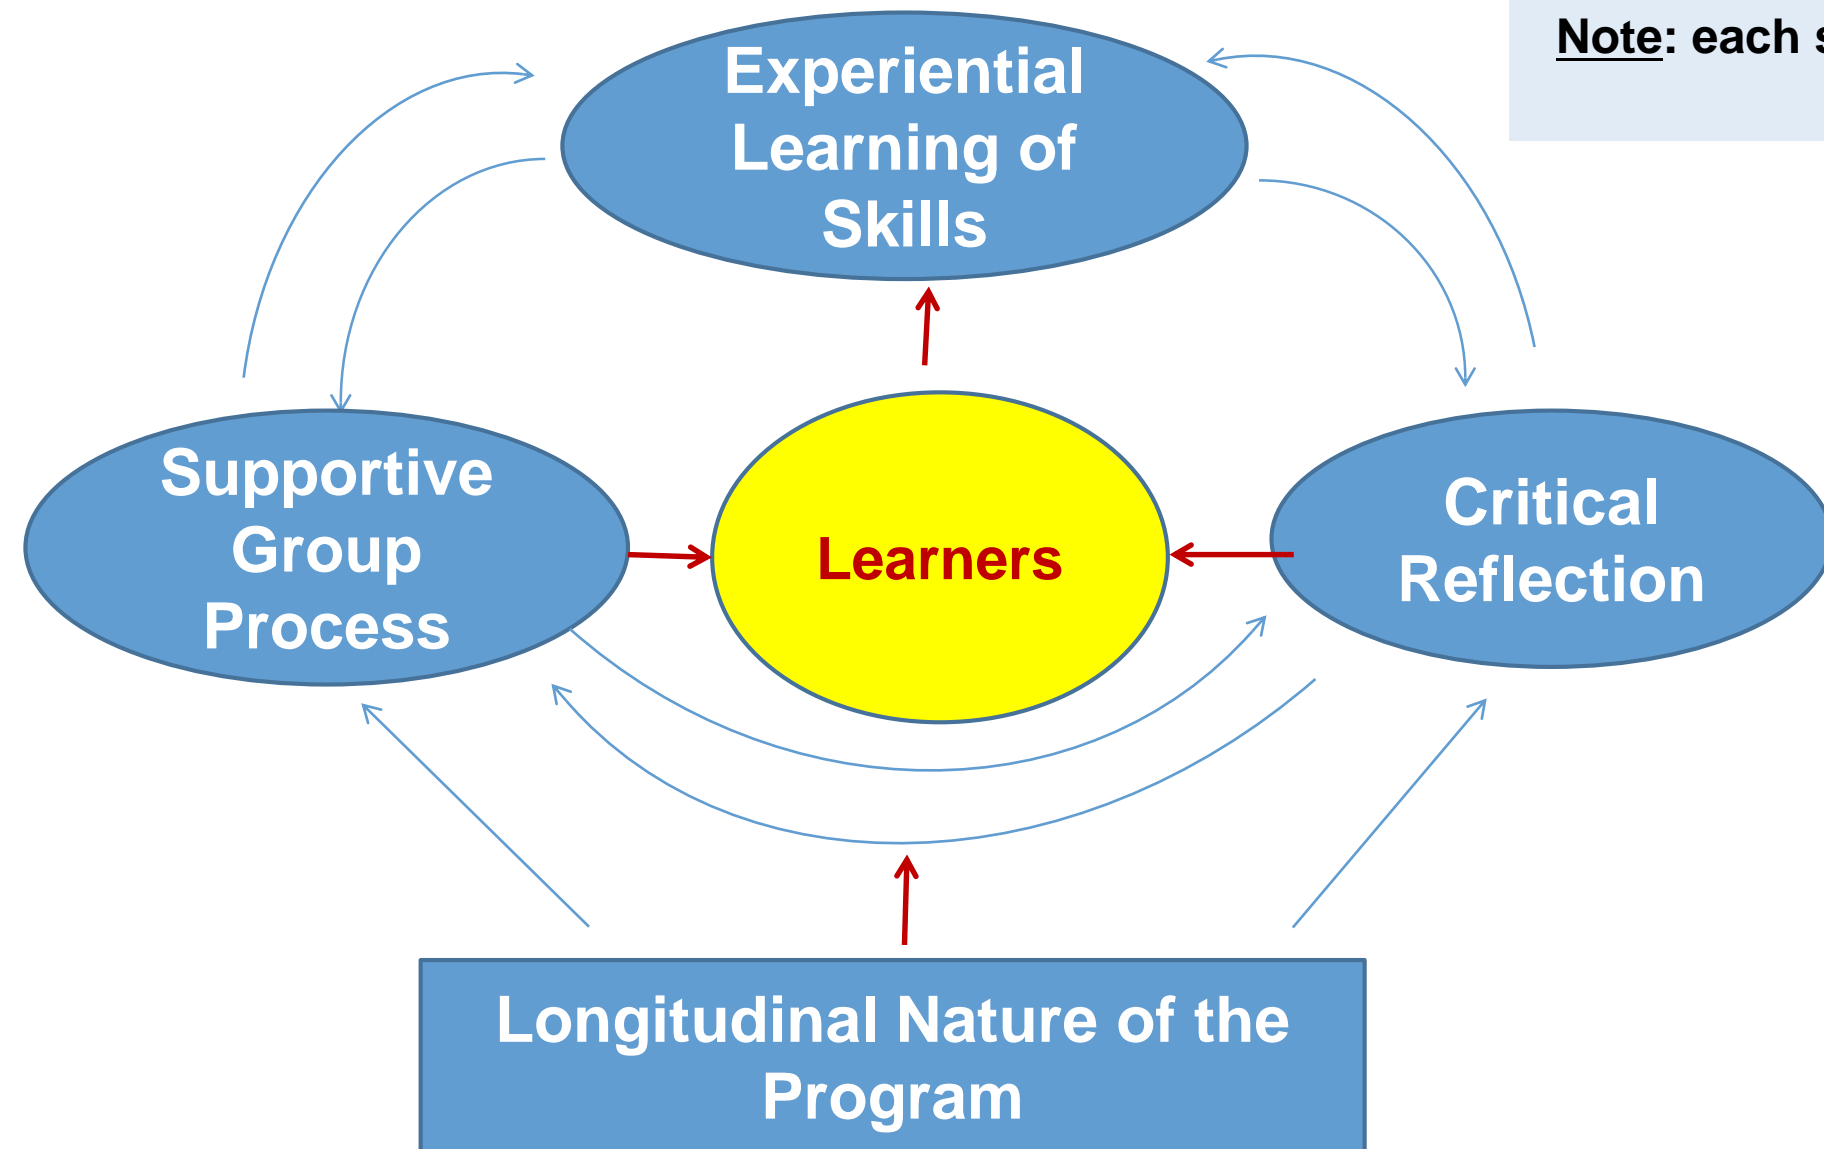 Note: each
Experiential
Learning of
Skills
Supportive
Group
Process
Learners
Critical
Reflection
Longitudinal Nature of the
Program